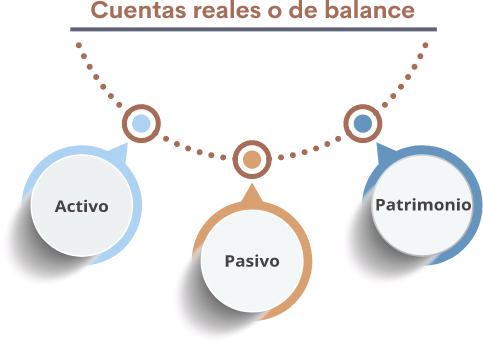 Cuentas reales o de balance
Activo
Pasivo
Patrimonio